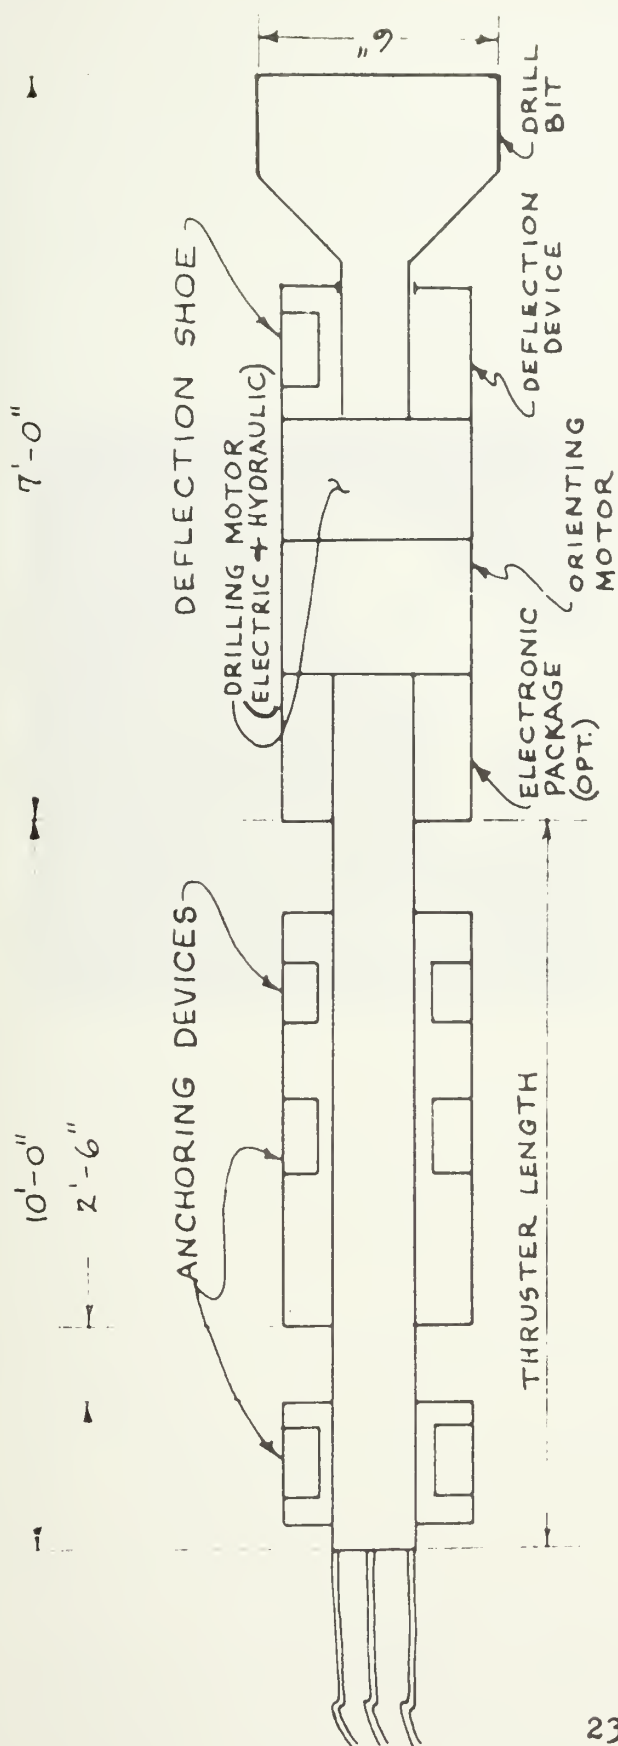 10'-0"
2'-6"
7'-0"
ANCHORING DEVICES
DEFLECTION SHOE
DRILLING MOTOR
(ELECTRIC + HYDRAULIC)
6"
THRUSTER LENGTH
ELECTRONIC
PACKAGE
(OPT.)
ORIENTING
MOTOR
DEFLECTION
DEVICE
DRILL
BIT
23